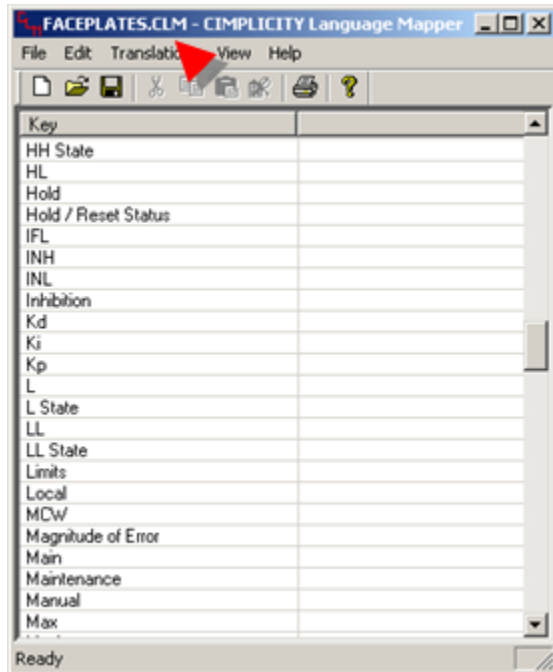 FACEPLATES.CLM - CIMPLICITY Language Mapper
File Edit View Help
Key
HH State
HL
Hold
Hold / Reset Status
IFL
INH
INL
Inhibition
Kd
Ki
Kp
L
L State
LL
LL State
Limits
Local
MCW
Magnitude of Error
Main
Maintenance
Manual
Max
Ready